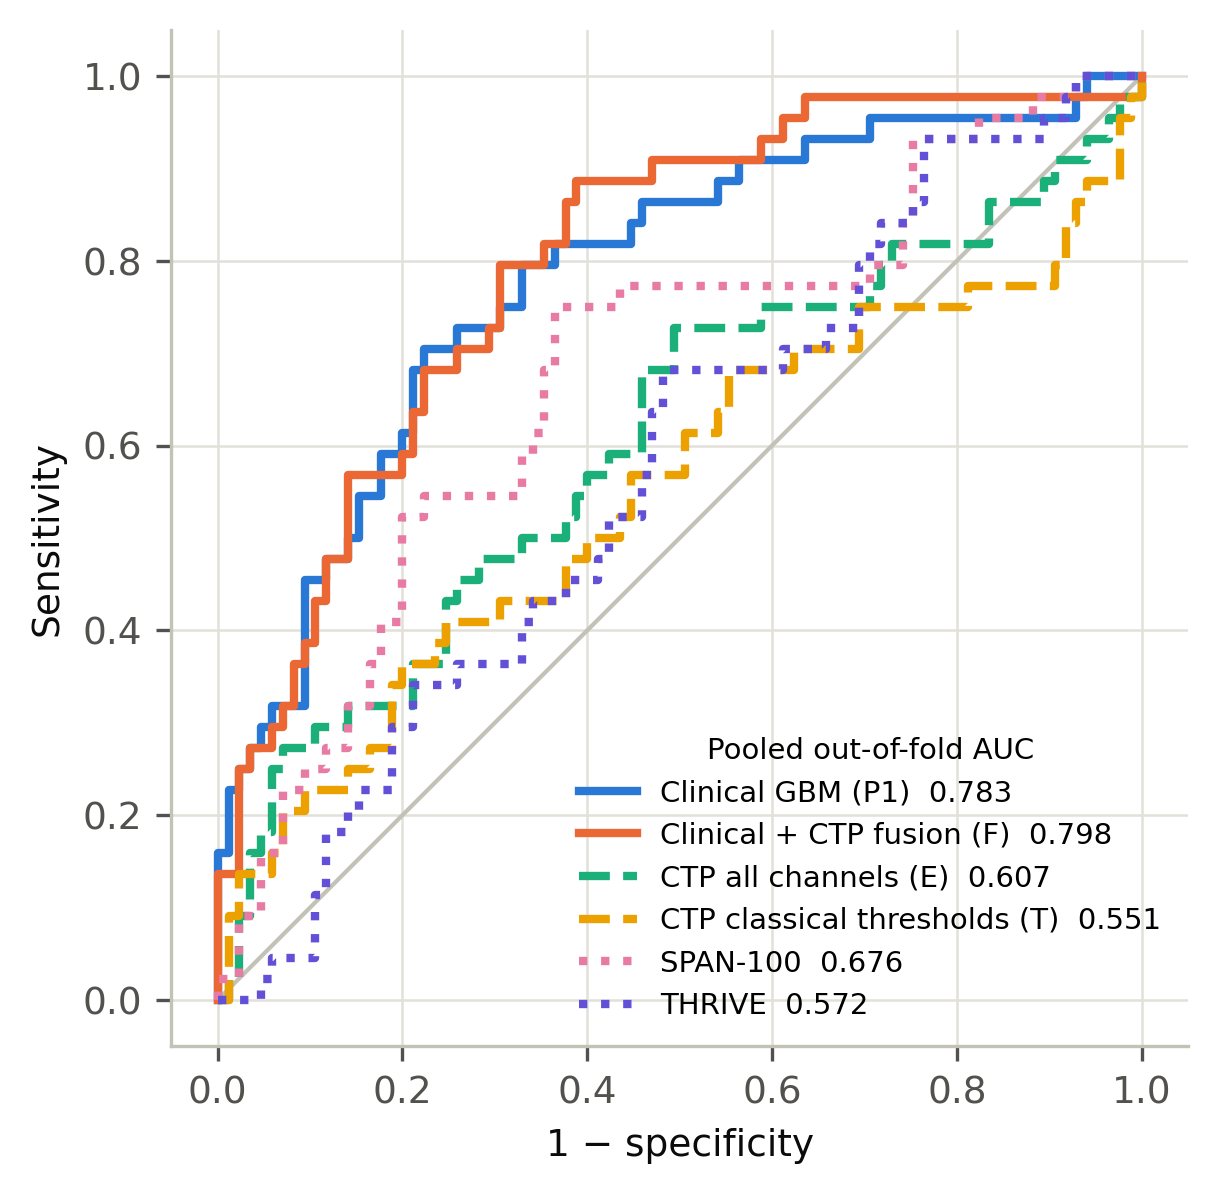 1.0
0.8
0.6
0.4
0.2
0.0
Sensitivity
Pooled out-of-fold AUC
Clinical GBM (P1) 0.783
Clinical + CTP fusion (F) 0.798
CTP all channels (E) 0.607
CTP classical thresholds (T) 0.551
SPAN-100 0.676
THRIVE 0.572
0.0 0.2 0.4 0.6 0.8 1.0
1 − specificity